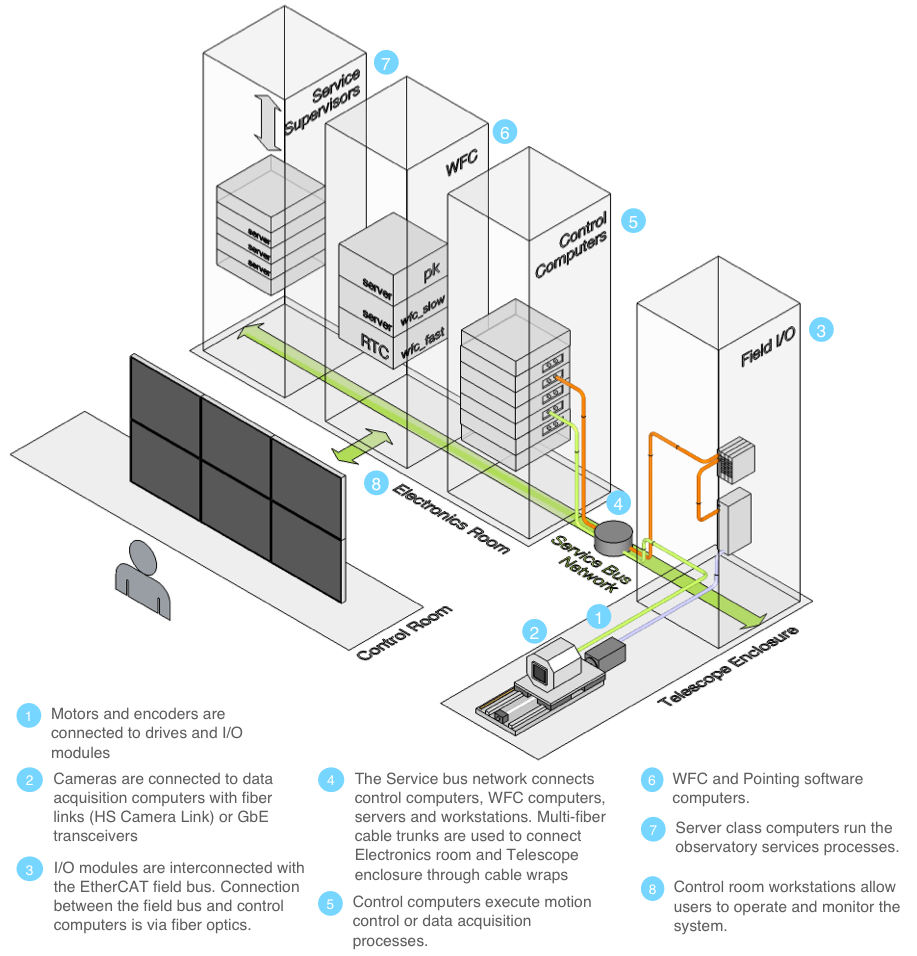 7
Service
Supervisors
6
WFC
5
Control
Computers
3
Field I/O
server
server
server
server
pk
server
wfc_slow
RTC
wfc_fast
8
Electronics Room
4
Service Bus
Network
1
2
Control Room
Telescope Enclosure
1 Motors and encoders are
connected to drives and I/O
modules
2 Cameras are connected to data
acquisition computers with fiber
links (HS Camera Link) or GbE
transceivers
3 I/O modules are interconnected with
the EtherCAT field bus. Connection
between the field bus and control
computers is via fiber optics.
4 The Service bus network connects
control computers, WFC computers,
servers and workstations. Multi-fiber
cable trunks are used to connect
Electronics room and Telescope
enclosure through cable wraps
5 Control computers execute motion
control or data acquisition
processes.
6 WFC and Pointing software
computers.
7 Server class computers run the
observatory services processes.
8 Control room workstations allow
users to operate and monitor the
system.